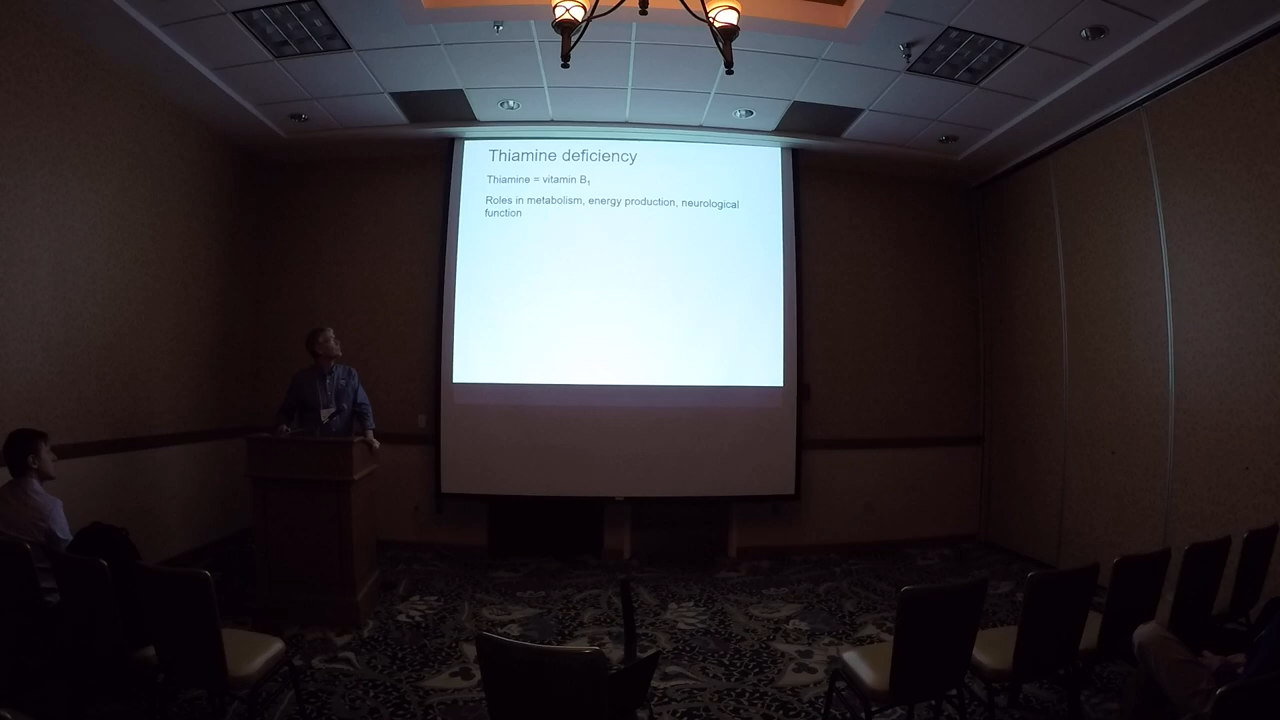 Thiamine deficiency
Thiamine = vitamin B₁
Roles in metabolism, energy production, neurological
function